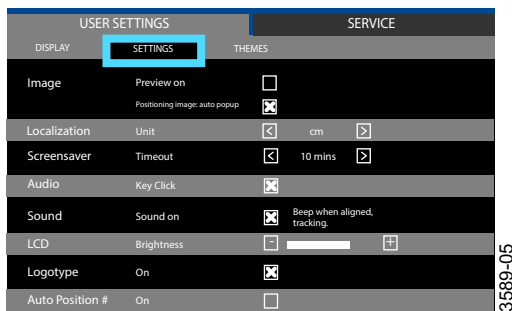 USER SETTINGS SERVICE
DISPLAY SETTINGS THEMES
Image Preview on
Positioning image: auto popup
Localization Unit < cm >
Screensaver Timeout < 10 mins >
Audio Key Click
Sound Sound on Beep when aligned,
tracking.
LCD Brightness - +
Logotype On
Auto Position # On
3589-05